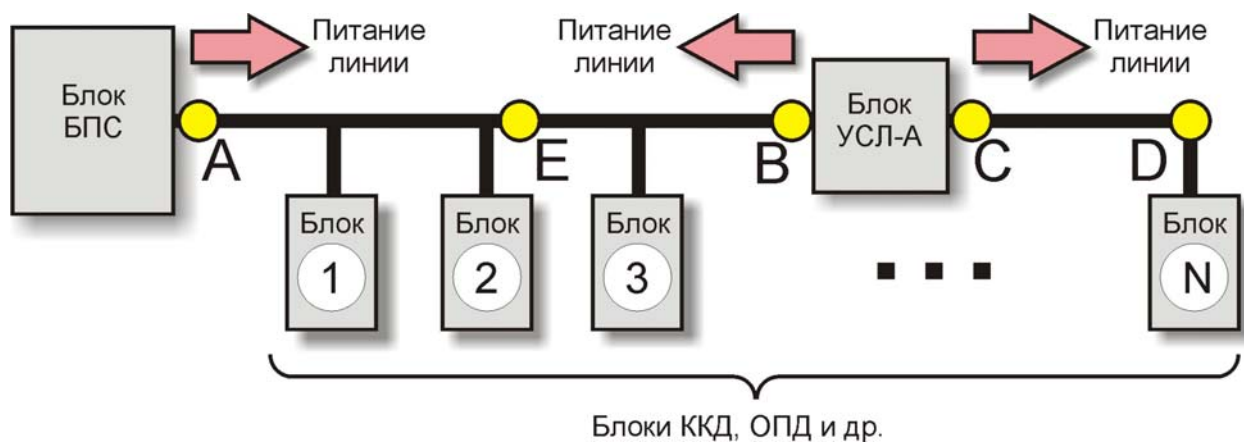 Блок
БПС
Питание
линии
Питание
линии
Блок
УСЛ-А
Питание
линии
A
E
B
C
D
Блок
1
Блок
2
Блок
3
...
Блок
N
Блоки ККД, ОПД и др.